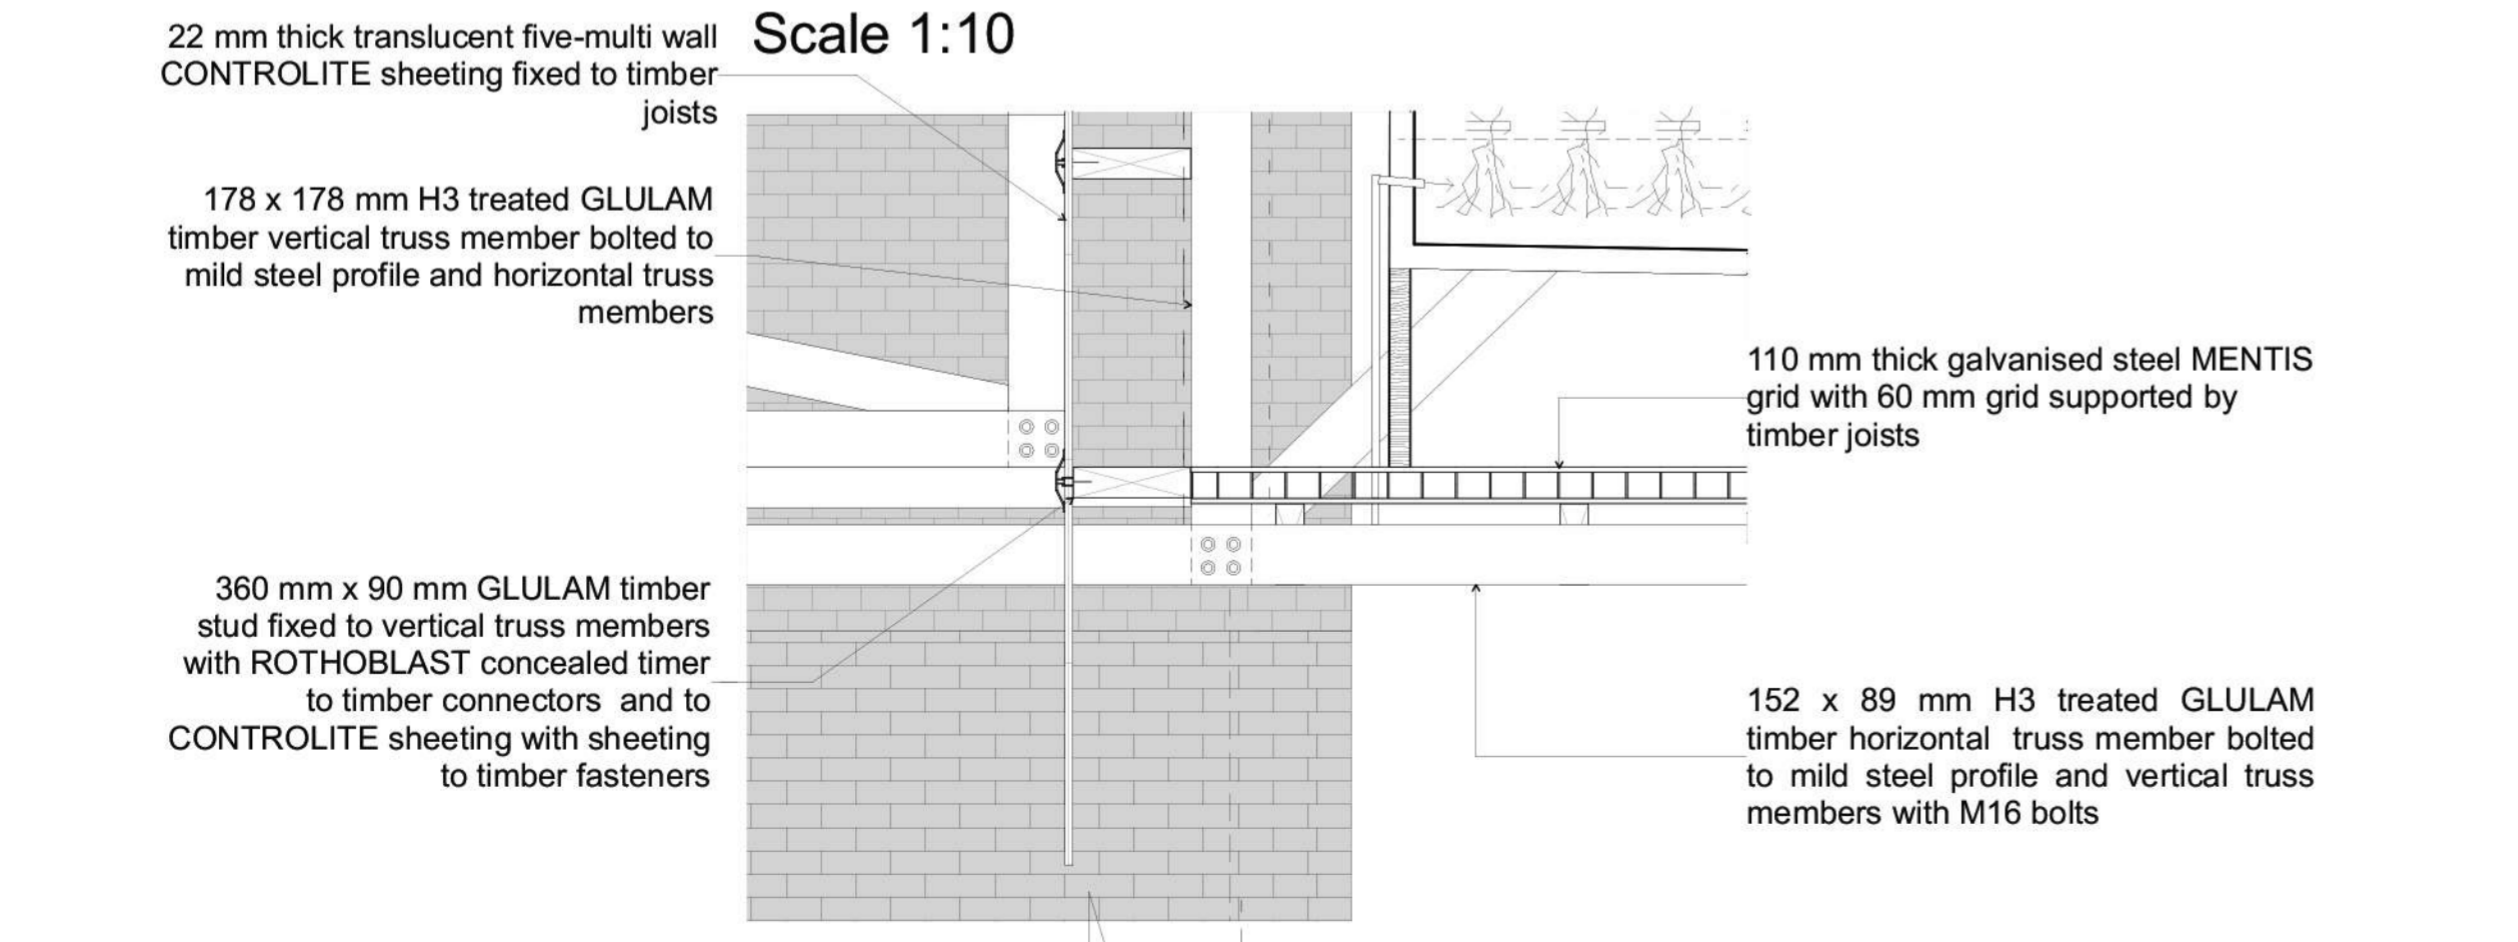 Scale 1:10
22 mm thick translucent five-multi wall
CONTROLITE sheeting fixed to timber
joists
178 x 178 mm H3 treated GLULAM
timber vertical truss member bolted to
mild steel profile and horizontal truss
members
360 mm x 90 mm GLULAM timber
stud fixed to vertical truss members
with ROTHOBLAST concealed timer
to timber connectors and to
CONTROLITE sheeting with sheeting
to timber fasteners
110 mm thick galvanised steel MENTIS
grid with 60 mm grid supported by
timber joists
152 x 89 mm H3 treated GLULAM
timber horizontal truss member bolted
to mild steel profile and vertical truss
members with M16 bolts